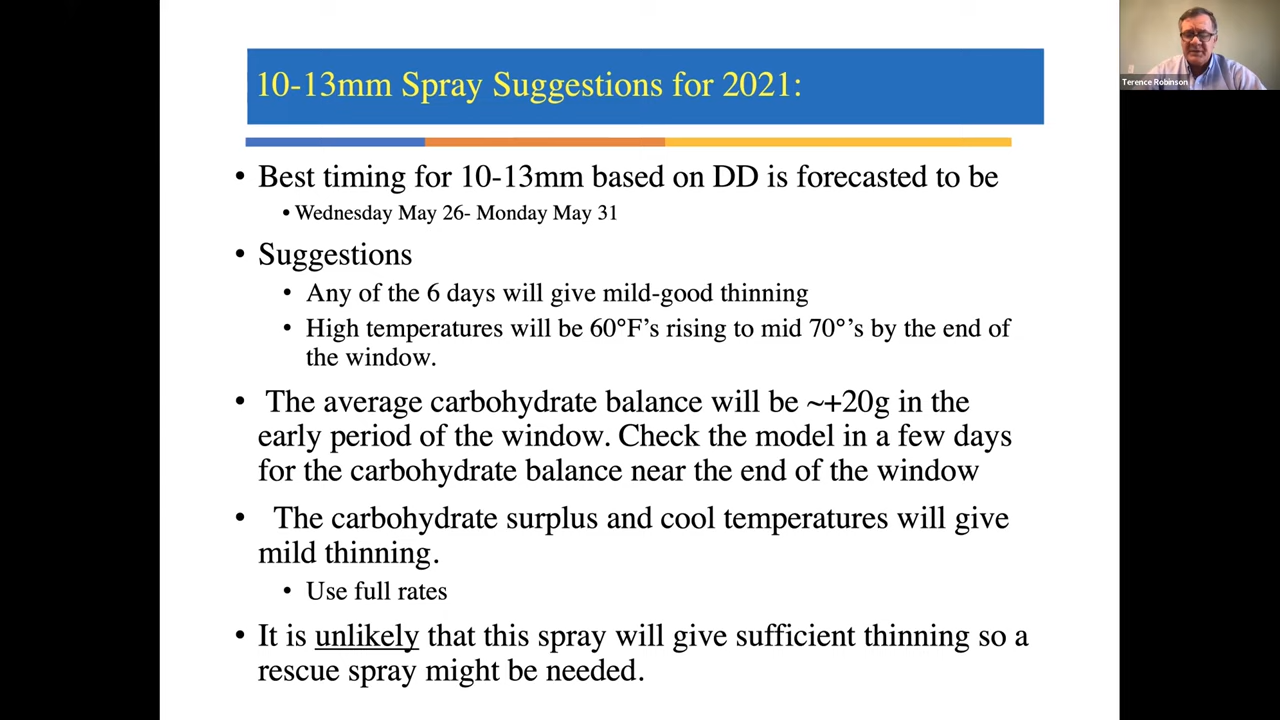 10-13mm Spray Suggestions for 2021:
Terence Robinson
• Best timing for 10-13mm based on DD is forecasted to be
• Wednesday May 26- Monday May 31
• Suggestions
• Any of the 6 days will give mild-good thinning
• High temperatures will be 60°F's rising to mid 70°'s by the end of
the window.
• The average carbohydrate balance will be ~+20g in the
early period of the window. Check the model in a few days
for the carbohydrate balance near the end of the window
• The carbohydrate surplus and cool temperatures will give
mild thinning.
• Use full rates
• It is unlikely that this spray will give sufficient thinning so a
rescue spray might be needed.